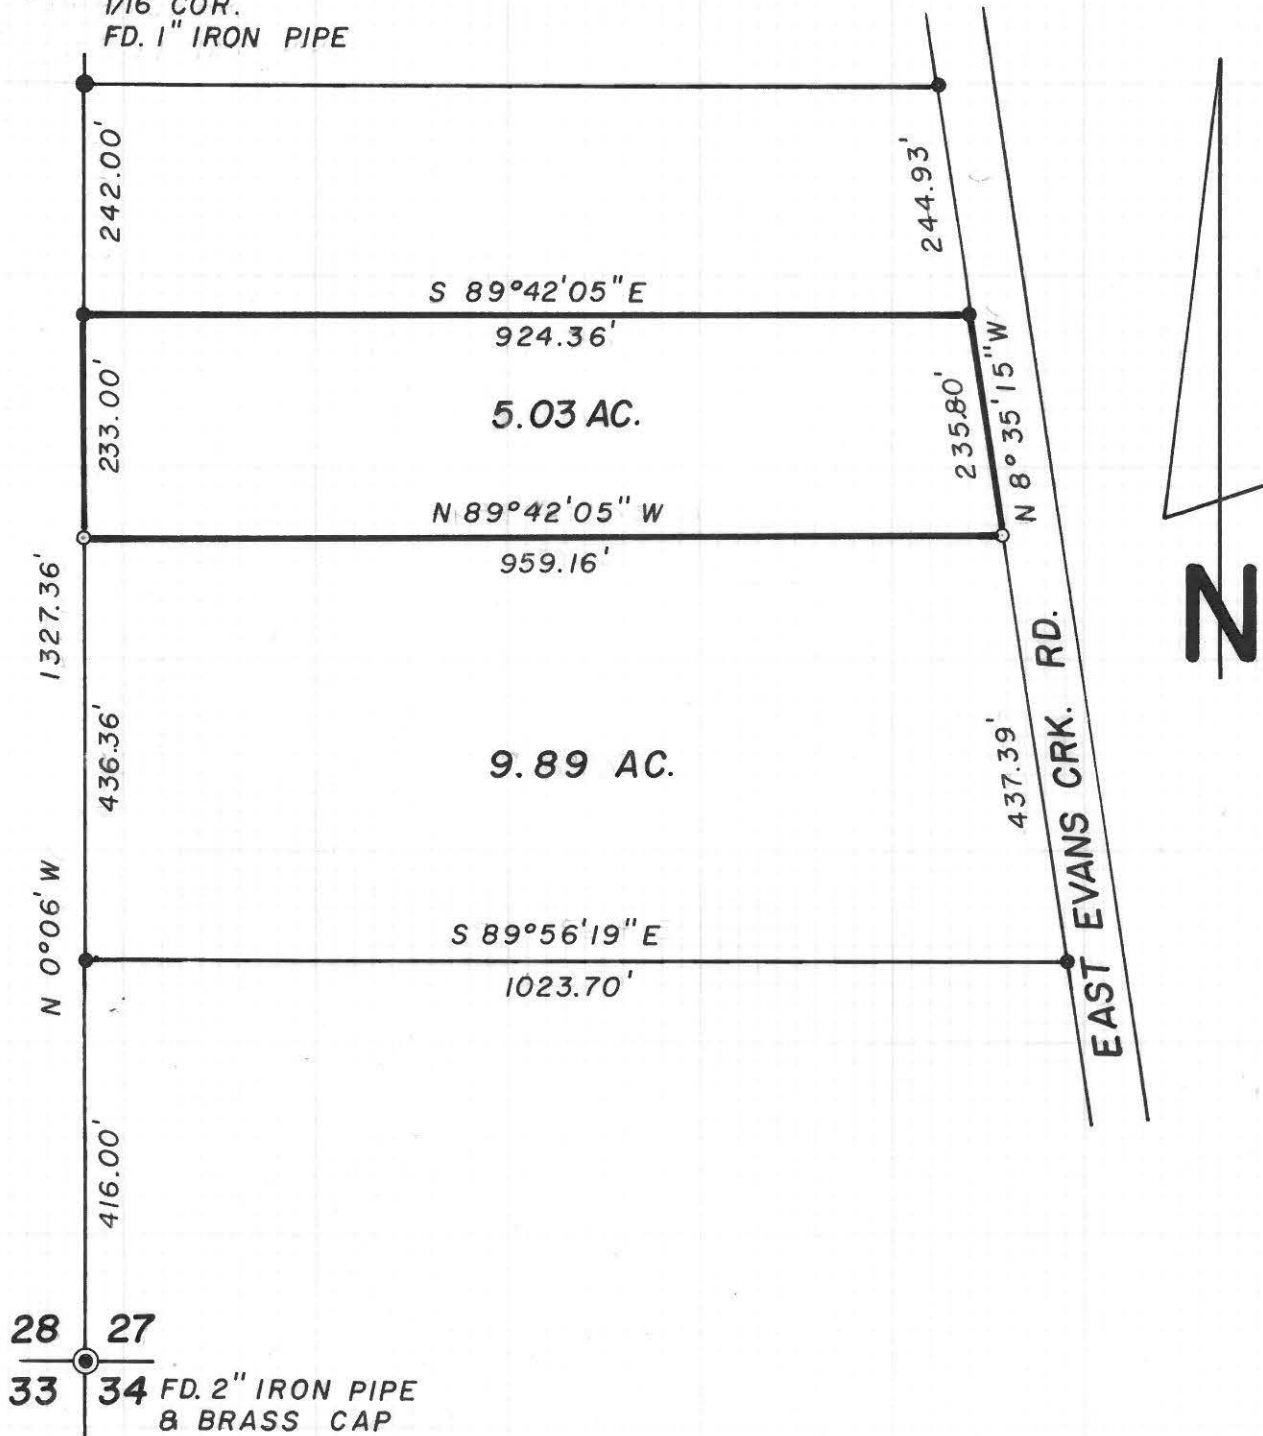 1/16 COR.
FD. 1" IRON PIPE
242.00'
244.93'
S 89°42'05" E
924.36'
233.00'
5.03 AC.
235.80'
N 8°35'15" W
N 89°42'05" W
959.16'
N
1327.36'
436.36'
9.89 AC.
437.39'
EAST EVANS CRK. RD.
N 0°06' W
S 89°56'19" E
1023.70'
416.00'
28 27
33 34 FD. 2" IRON PIPE
& BRASS CAP